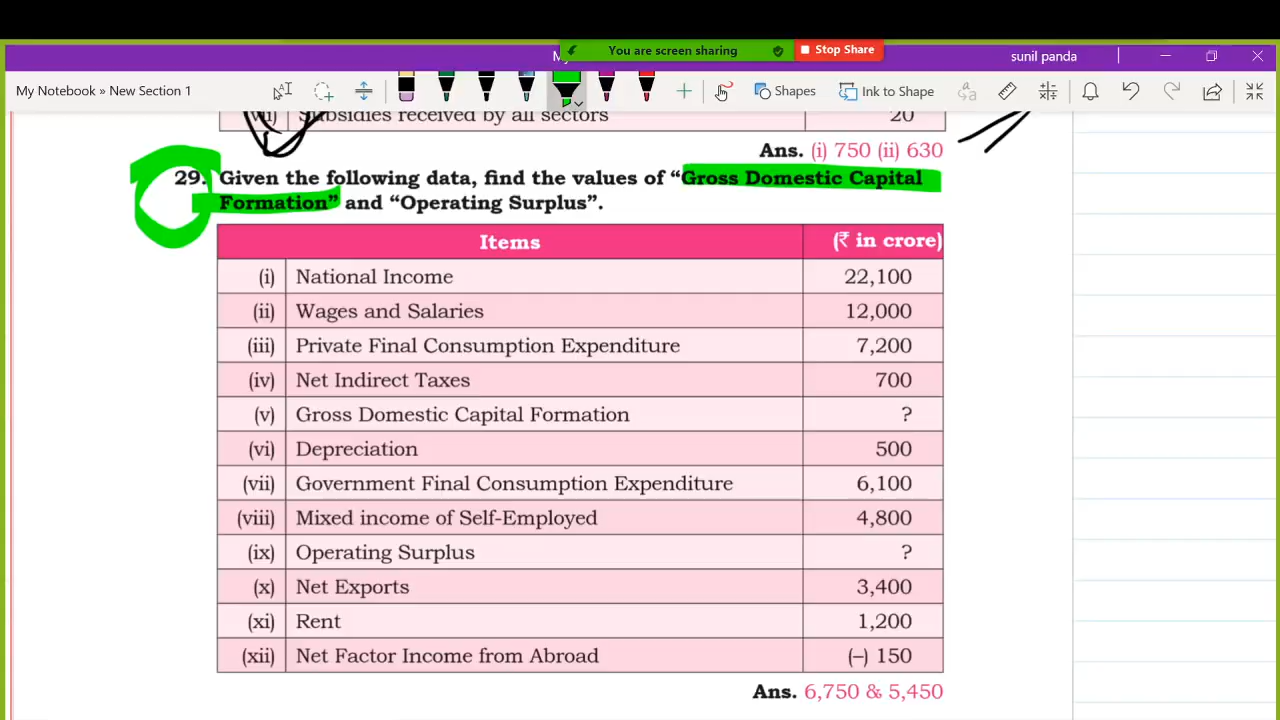 You are screen sharing
Stop Share
sunil panda
My Notebook » New Section 1
Shapes
Ink to Shape
(vii) Subsidies received by all sectors 20
Ans. (i) 750 (ii) 630
29. Given the following data, find the values of “Gross Domestic Capital
Formation” and “Operating Surplus”.
Items (₹ in crore)
(i) National Income 22,100
(ii) Wages and Salaries 12,000
(iii) Private Final Consumption Expenditure 7,200
(iv) Net Indirect Taxes 700
(v) Gross Domestic Capital Formation ?
(vi) Depreciation 500
(vii) Government Final Consumption Expenditure 6,100
(viii) Mixed income of Self-Employed 4,800
(ix) Operating Surplus ?
(x) Net Exports 3,400
(xi) Rent 1,200
(xii) Net Factor Income from Abroad (–) 150
Ans. 6,750 & 5,450